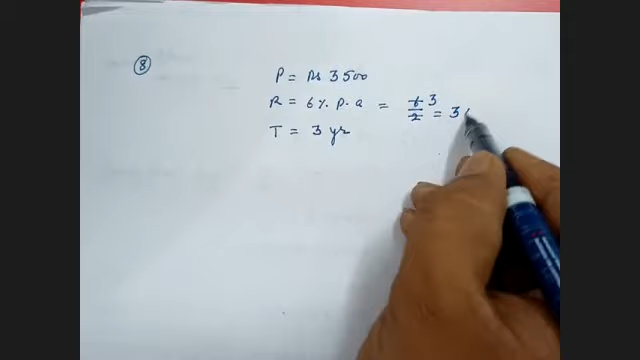 8
P = Rs 3500
R = 6% p.a = 6/2 3 = 3
T = 3 yr